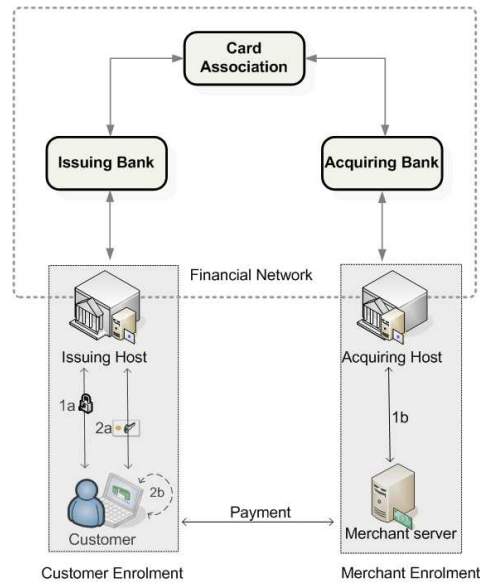 Card
Association
Issuing Bank
Acquiring Bank
Financial Network
Issuing Host
Acquiring Host
1a
2a
1b
2b
Customer
Payment
Merchant server
Customer Enrolment
Merchant Enrolment